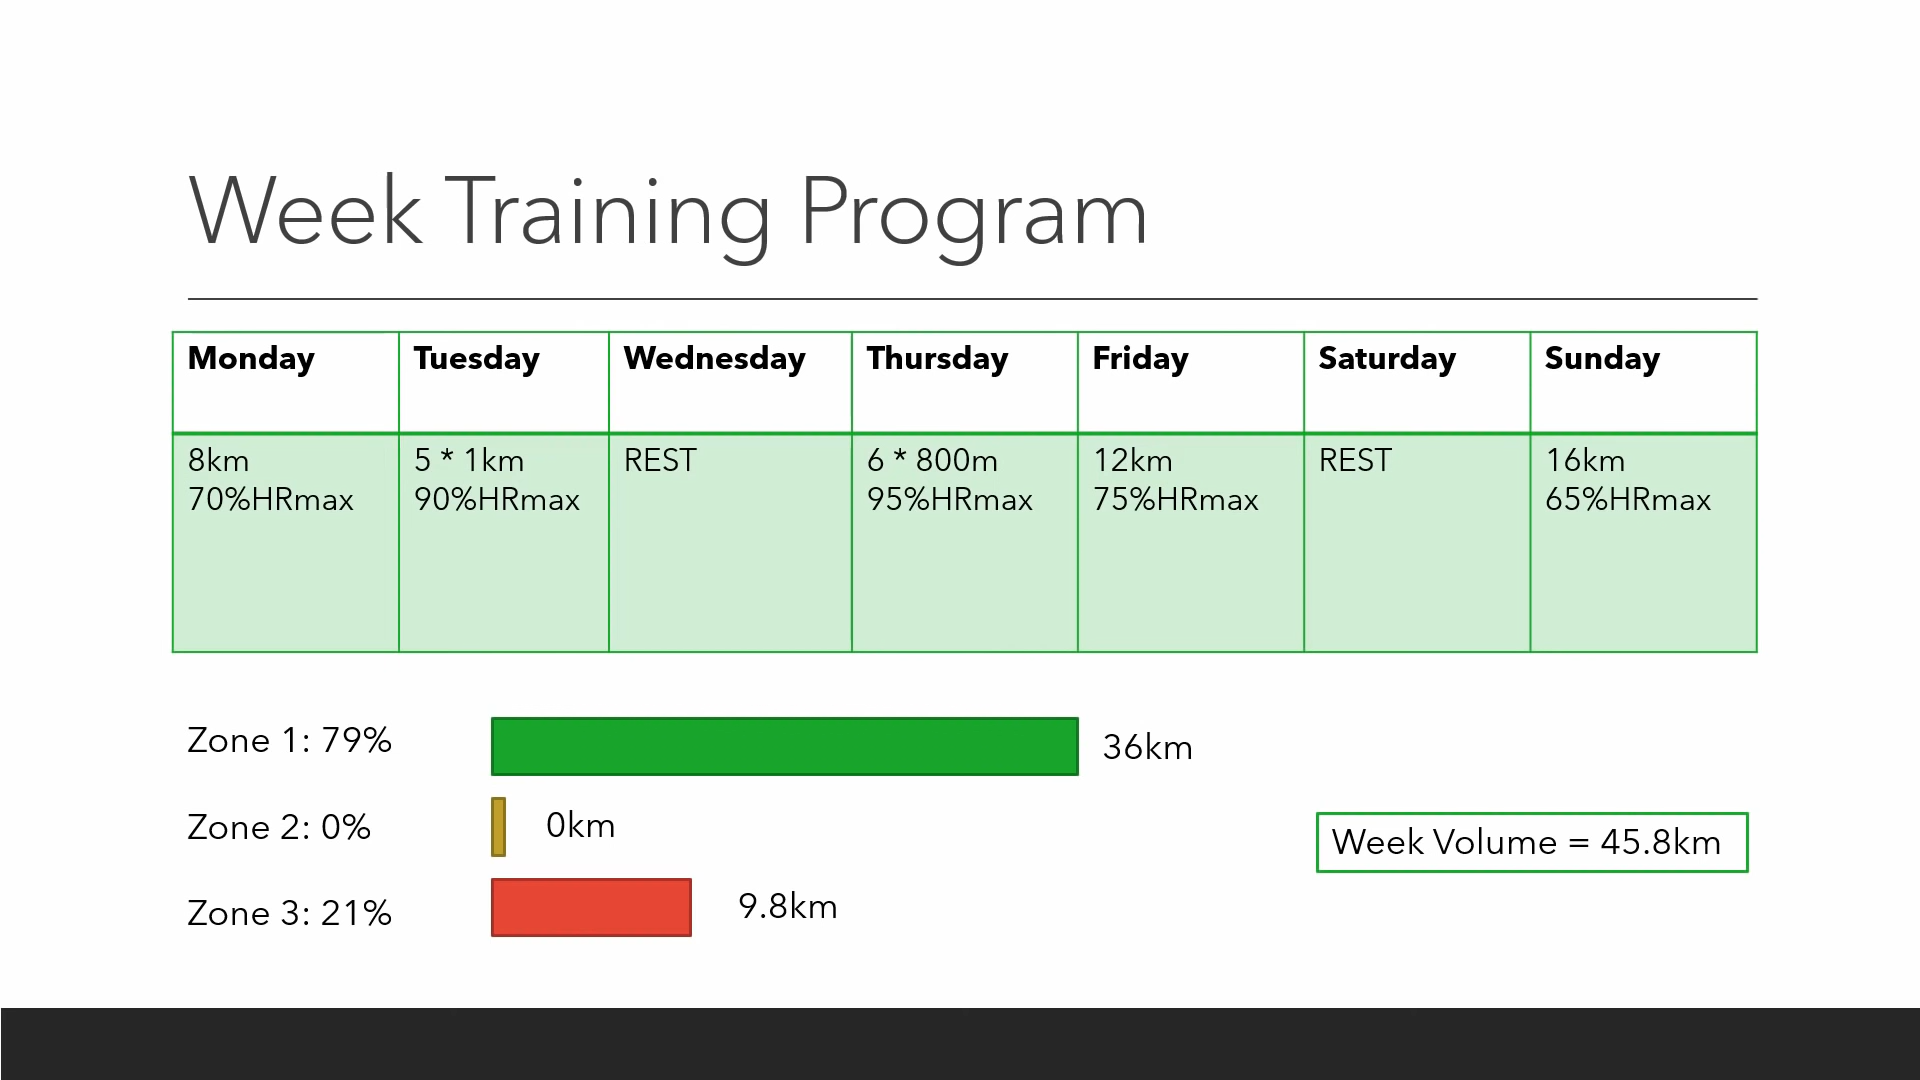 Week Training Program
Monday Tuesday Wednesday Thursday Friday Saturday Sunday
8km 5 * 1km REST 6 * 800m 12km REST 16km
70%HRmax 90%HRmax 95%HRmax 75%HRmax 65%HRmax
Zone 1: 79% 36km
Zone 2: 0% 0km
Week Volume = 45.8km
Zone 3: 21% 9.8km